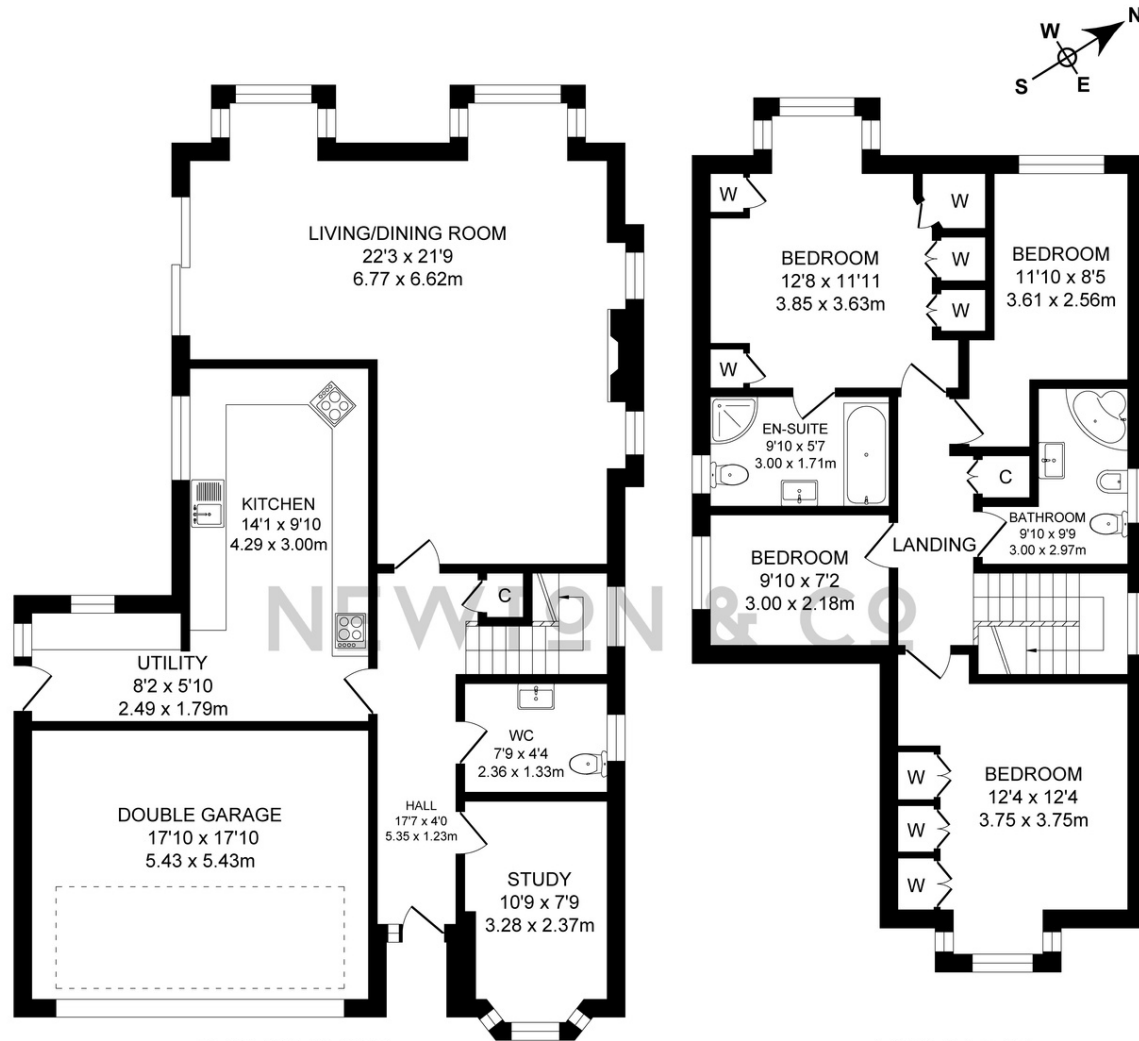 N
W
E
S
LIVING/DINING ROOM
22'3 x 21'9
6.77 x 6.62m
KITCHEN
14'1 x 9'10
4.29 x 3.00m
C
UTILITY
8'2 x 5'10
2.49 x 1.79m
WC
7'9 x 4'4
2.36 x 1.33m
HALL
17'7 x 4'0
5.35 x 1.23m
DOUBLE GARAGE
17'10 x 17'10
5.43 x 5.43m
STUDY
10'9 x 7'9
3.28 x 2.37m
W
W
W
W
W
BEDROOM
12'8 x 11'11
3.85 x 3.63m
BEDROOM
11'10 x 8'5
3.61 x 2.56m
EN-SUITE
9'10 x 5'7
3.00 x 1.71m
C
BATHROOM
9'10 x 9'9
3.00 x 2.97m
LANDING
BEDROOM
9'10 x 7'2
3.00 x 2.18m
W
W
W
BEDROOM
12'4 x 12'4
3.75 x 3.75m
NEWTON & CO